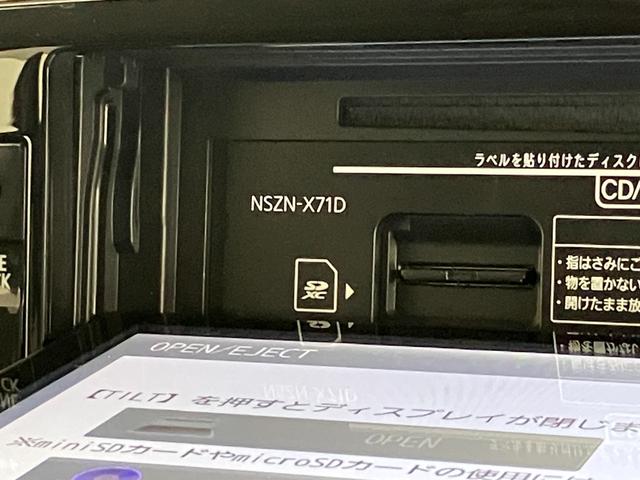 ラベルを貼り付けたディスク
NSZN-X71D
CD/
SD
XC
・指はさみにご
・物を置かない
・開けたまま放
OPEN/EJECT
【TILT】を押すとディスプレイが閉じま
OPEN
※miniSDカードやmicroSDカードの使用には